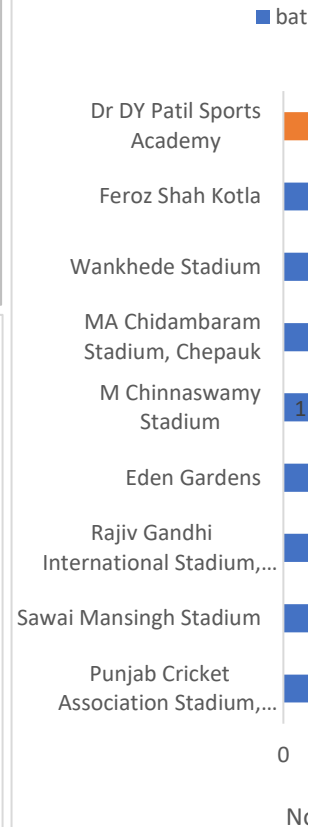 bat
Dr DY Patil Sports
Academy
Feroz Shah Kotla
Wankhede Stadium
MA Chidambaram
Stadium, Chepauk
M Chinnaswamy
Stadium
1
Eden Gardens
Rajiv Gandhi
International Stadium,…
Sawai Mansingh Stadium
Punjab Cricket
Association Stadium,…
0
No